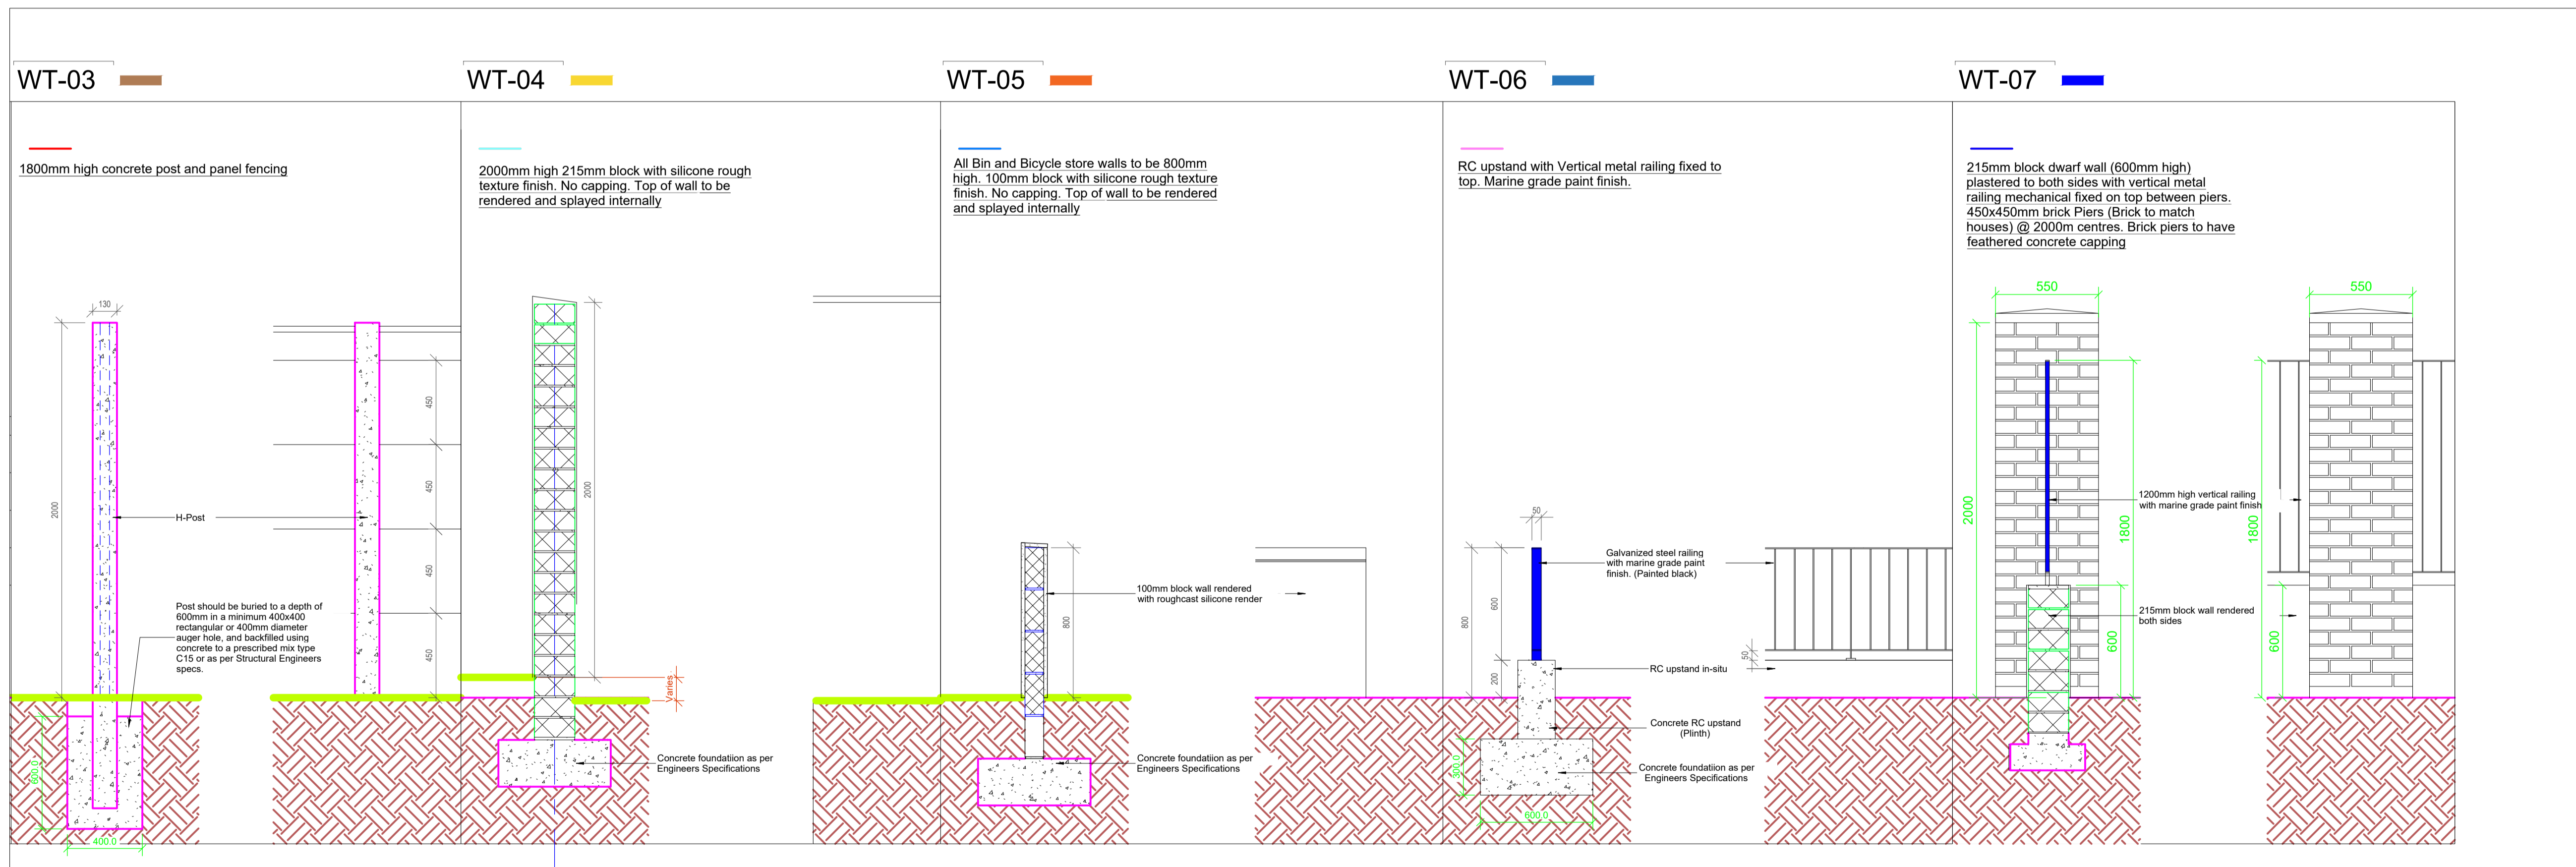 WT-03
1800mm high concrete post and panel fencing
130
2000
H-Post
450
450
450
450
Post should be buried to a depth of
600mm in a minimum 400x400
rectangular or 400mm diameter
auger hole, and backfilled using
concrete to a prescribed mix type
C15 or as per Structural Engineers
specs.
600.0
400.0
WT-04
2000mm high 215mm block with silicone rough
texture finish. No capping. Top of wall to be
rendered and splayed internally
2000
Varies
Concrete foundatiion as per
Engineers Specifications
WT-05
All Bin and Bicycle store walls to be 800mm
high. 100mm block with silicone rough texture
finish. No capping. Top of wall to be rendered
and splayed internally
800
100mm block wall rendered
with roughcast silicone render
Concrete foundatiion as per
Engineers Specifications
WT-06
RC upstand with Vertical metal railing fixed to
top. Marine grade paint finish.
50
800
600
200
Galvanized steel railing
with marine grade paint
finish. (Painted black)
50
RC upstand in-situ
Concrete RC upstand
(Plinth)
300.0
Concrete foundatiion as per
Engineers Specifications
600.0
WT-07
215mm block dwarf wall (600mm high)
plastered to both sides with vertical metal
railing mechanical fixed on top between piers.
450x450mm brick Piers (Brick to match
houses) @ 2000m centres. Brick piers to have
feathered concrete capping
550
550
2000
1800
1200mm high vertical railing
with marine grade paint finish
1800
215mm block wall rendered
both sides
600
600